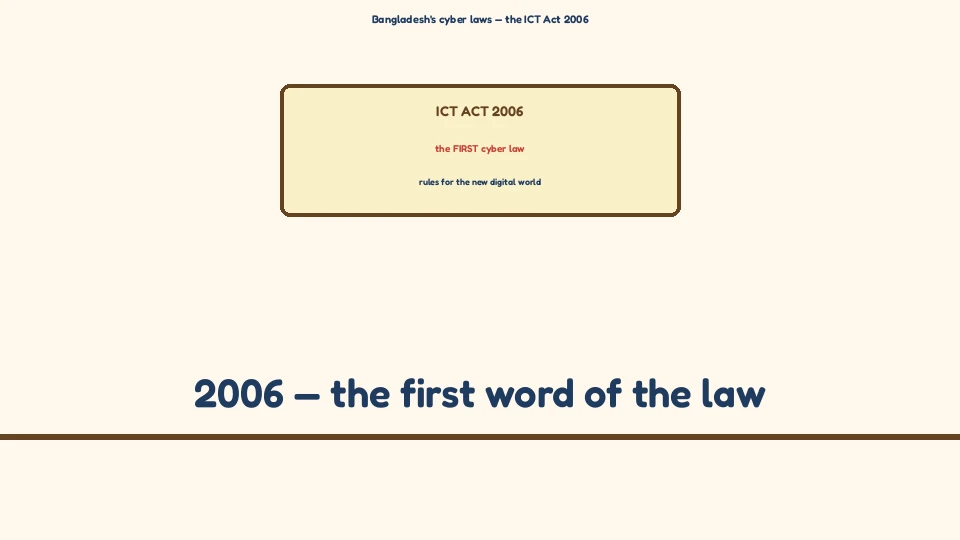 Bangladesh's cyber laws — the ICT Act 2006
ICT ACT 2006
the FIRST cyber law
rules for the new digital world
2006 — the first word of the law